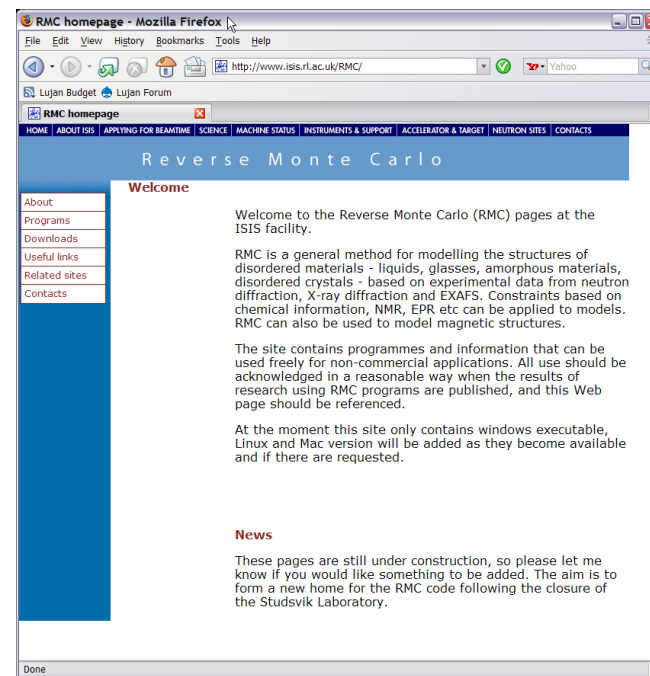 RMC homepage - Mozilla Firefox
File Edit View History Bookmarks Tools Help
http://www.isis.rl.ac.uk/RMC/ Yahoo
Lujan Budget Lujan Forum
RMC homepage
HOME ABOUT ISIS APPLYING FOR BEAMTIME SCIENCE MACHINE STATUS INSTRUMENTS & SUPPORT ACCELERATOR & TARGET NEUTRON SITES CONTACTS
Reverse Monte Carlo
Welcome
About
Programs
Downloads
Useful links
Related sites
Contacts
Welcome to the Reverse Monte Carlo (RMC) pages at the
ISIS facility.
RMC is a general method for modelling the structures of
disordered materials - liquids, glasses, amorphous materials,
disordered crystals - based on experimental data from neutron
diffraction, X-ray diffraction and EXAFS. Constraints based on
chemical information, NMR, EPR etc can be applied to models.
RMC can also be used to model magnetic structures.
The site contains programmes and information that can be
used freely for non-commercial applications. All use should be
acknowledged in a reasonable way when the results of
research using RMC programs are published, and this Web
page should be referenced.
At the moment this site only contains windows executable,
Linux and Mac version will be added as they become available
and if there are requested.
News
These pages are still under construction, so please let me
know if you would like something to be added. The aim is to
form a new home for the RMC code following the closure of
the Studsvik Laboratory.
Done